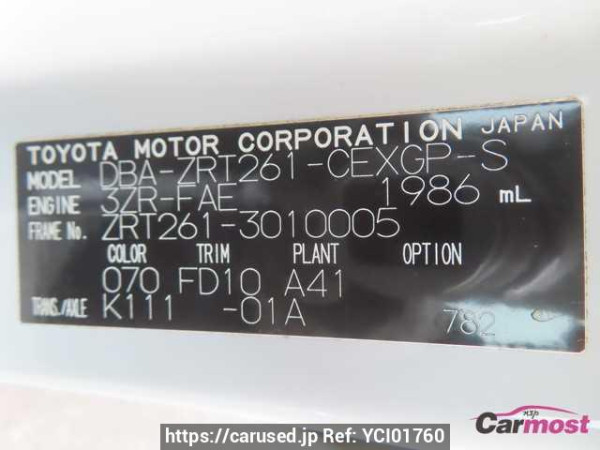 TOYOTA MOTOR CORPORATION JAPAN
MODEL DBA-ZRT261-CEXGP-S
ENGINE 3ZR-FAE 1986 mL
FRAME No. ZRT261-3010005
COLOR TRIM PLANT OPTION
070 FD10 A41
TRANS./AXLE K111 -01A 782
Carmost
https://carused.jp Ref: YCI01760